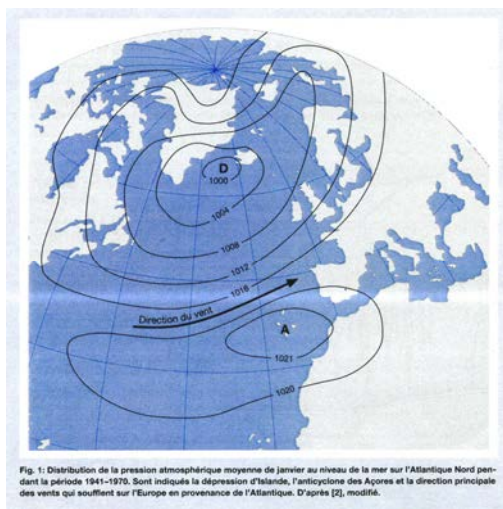 D
1000
1004
1008
1012
1016
Direction du vent
A
1021
1020
Fig. 1: Distribution de la pression atmosphérique moyenne de janvier au niveau de la mer sur l'Atlantique Nord pen-
dant la période 1941–1970. Sont indiqués la dépression d'Islande, l'anticyclone des Açores et la direction principale
des vents qui soufflent sur l'Europe en provenance de l'Atlantique. D'après [2], modifié.